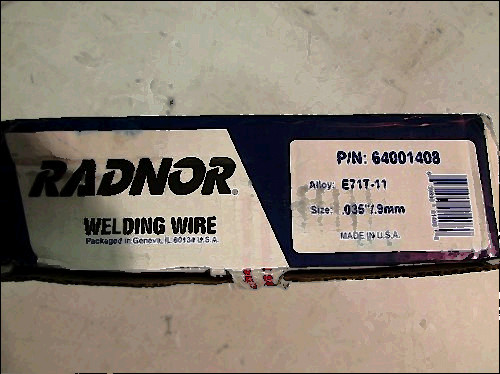 RADNOR®
WELDING WIRE
Packaged in Geneva, IL 60134 U.S.A.
P/N: 64001408
Alloy: E71T-11
Size: .035"/.9mm
MADE IN U.S.A.